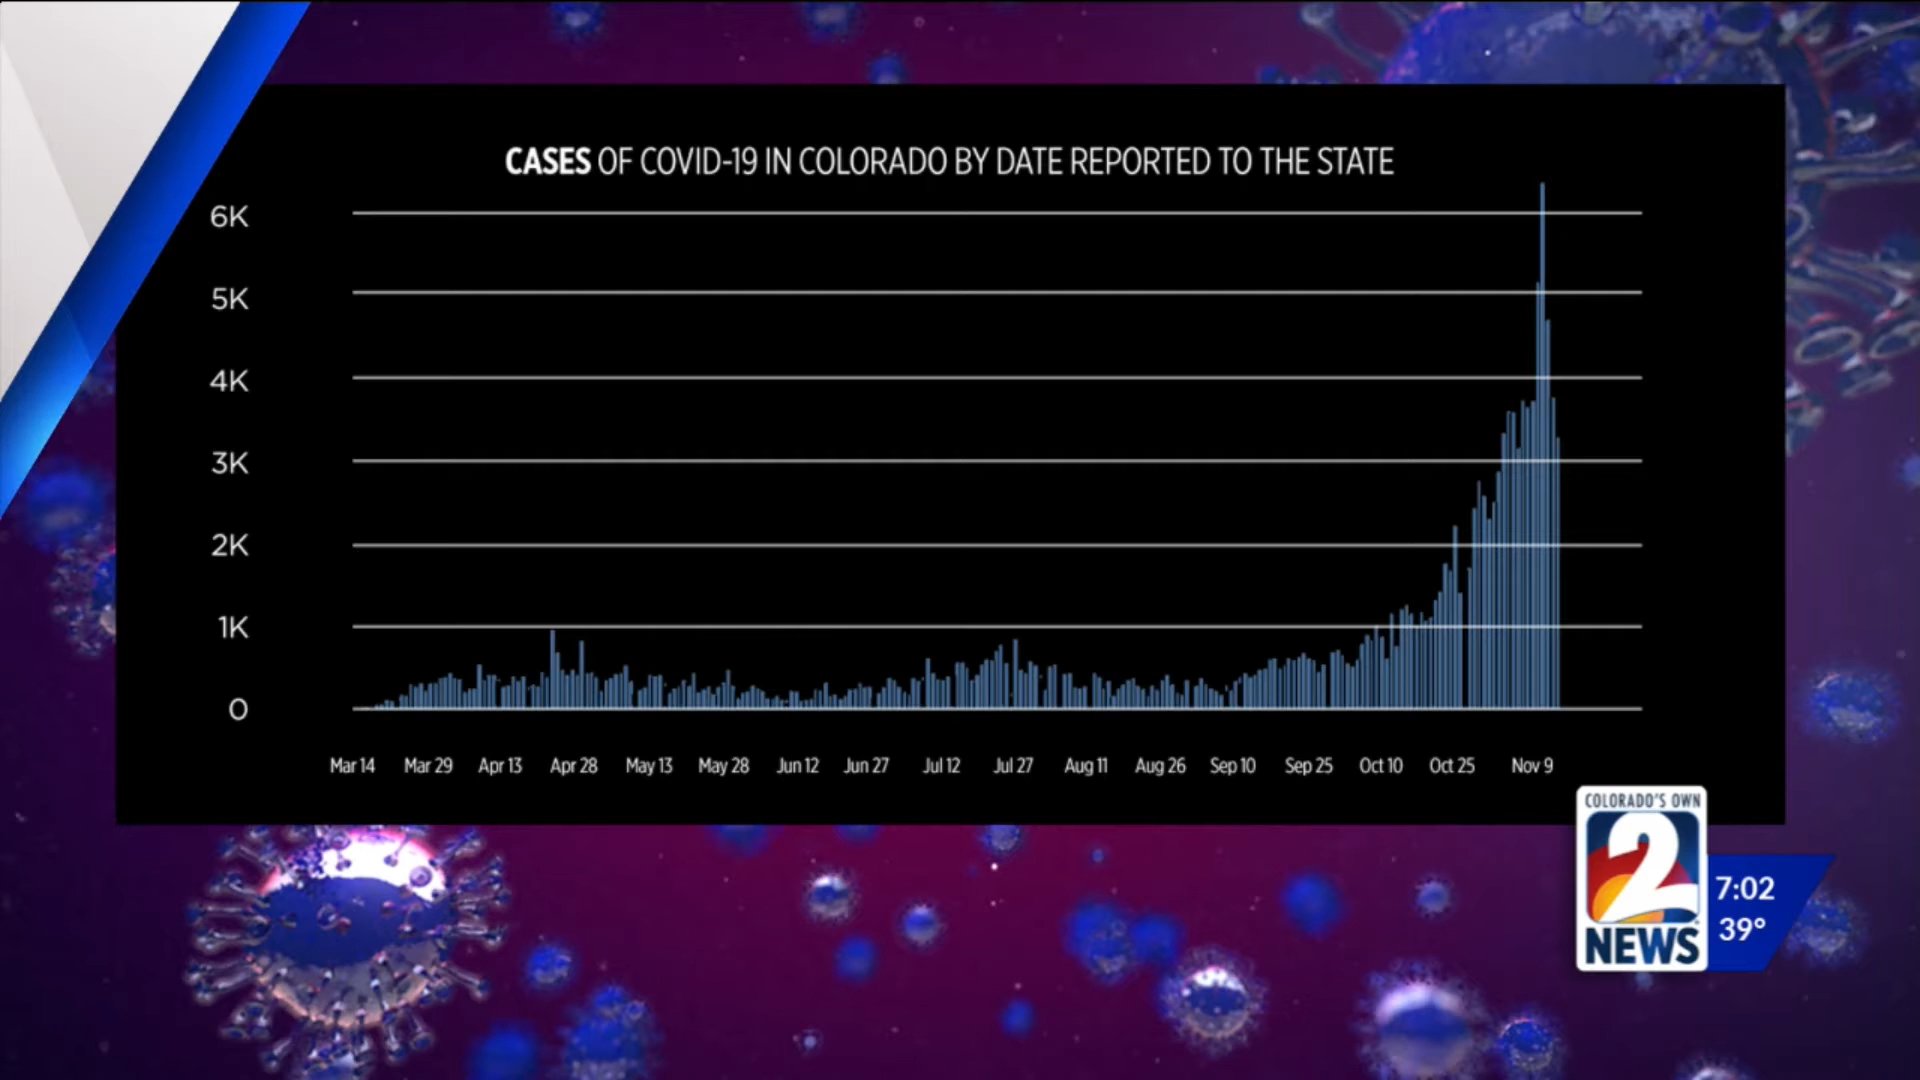 CASES OF COVID-19 IN COLORADO BY DATE REPORTED TO THE STATE
6K
5K
4K
3K
2K
1K
0
Mar 14 Mar 29 Apr 13 Apr 28 May 13 May 28 Jun 12 Jun 27 Jul 12 Jul 27 Aug 11 Aug 26 Sep 10 Sep 25 Oct 10 Oct 25 Nov 9
COLORADO'S OWN
2
NEWS
7:02
39°